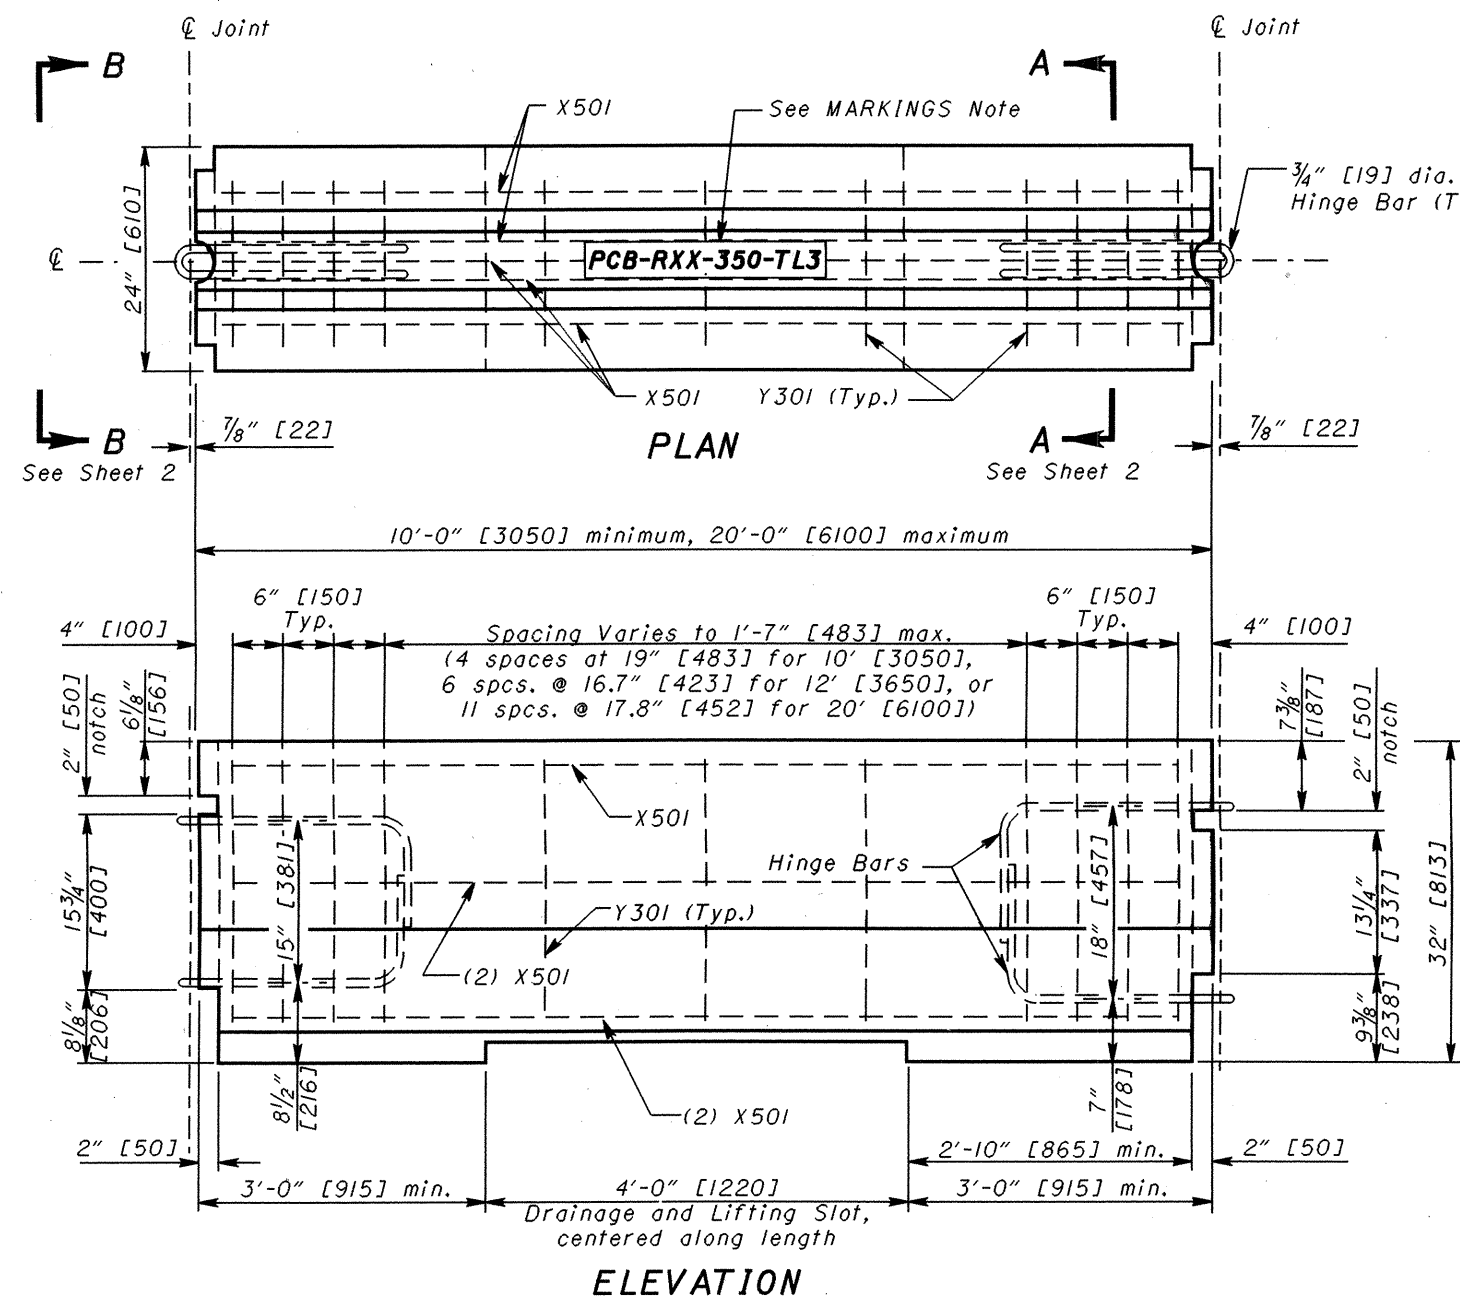 ℄ Joint
℄ Joint
B
A
X501
See MARKINGS Note
3/4" [19] dia.
Hinge Bar (T
24" [610]
℄
PCB-RXX-350-TL3
X501
Y301 (Typ.)
B
7/8" [22]
PLAN
A
7/8" [22]
See Sheet 2
See Sheet 2
10'-0" [3050] minimum, 20'-0" [6100] maximum
6" [150]
Typ.
6" [150]
Typ.
4" [100]
Spacing Varies to 1'-7" [483] max.
(4 spaces at 19" [483] for 10' [3050],
6 spcs. @ 16.7" [423] for 12' [3650], or
11 spcs. @ 17.8" [452] for 20' [6100])
4" [100]
2" [50]
notch
6 1/8"
[156]
7 3/8"
[187]
2" [50]
notch
X501
Hinge Bars
15 3/4"
[400]
15" [381]
Y301 (Typ.)
18" [457]
13 1/4"
[337]
32" [813]
(2) X501
8 1/8"
[206]
9 3/8"
[238]
8 1/2"
[216]
(2) X501
7"
[178]
2" [50]
2'-10" [865] min.
2" [50]
3'-0" [915] min.
4'-0" [1220]
3'-0" [915] min.
Drainage and Lifting Slot,
centered along length
ELEVATION